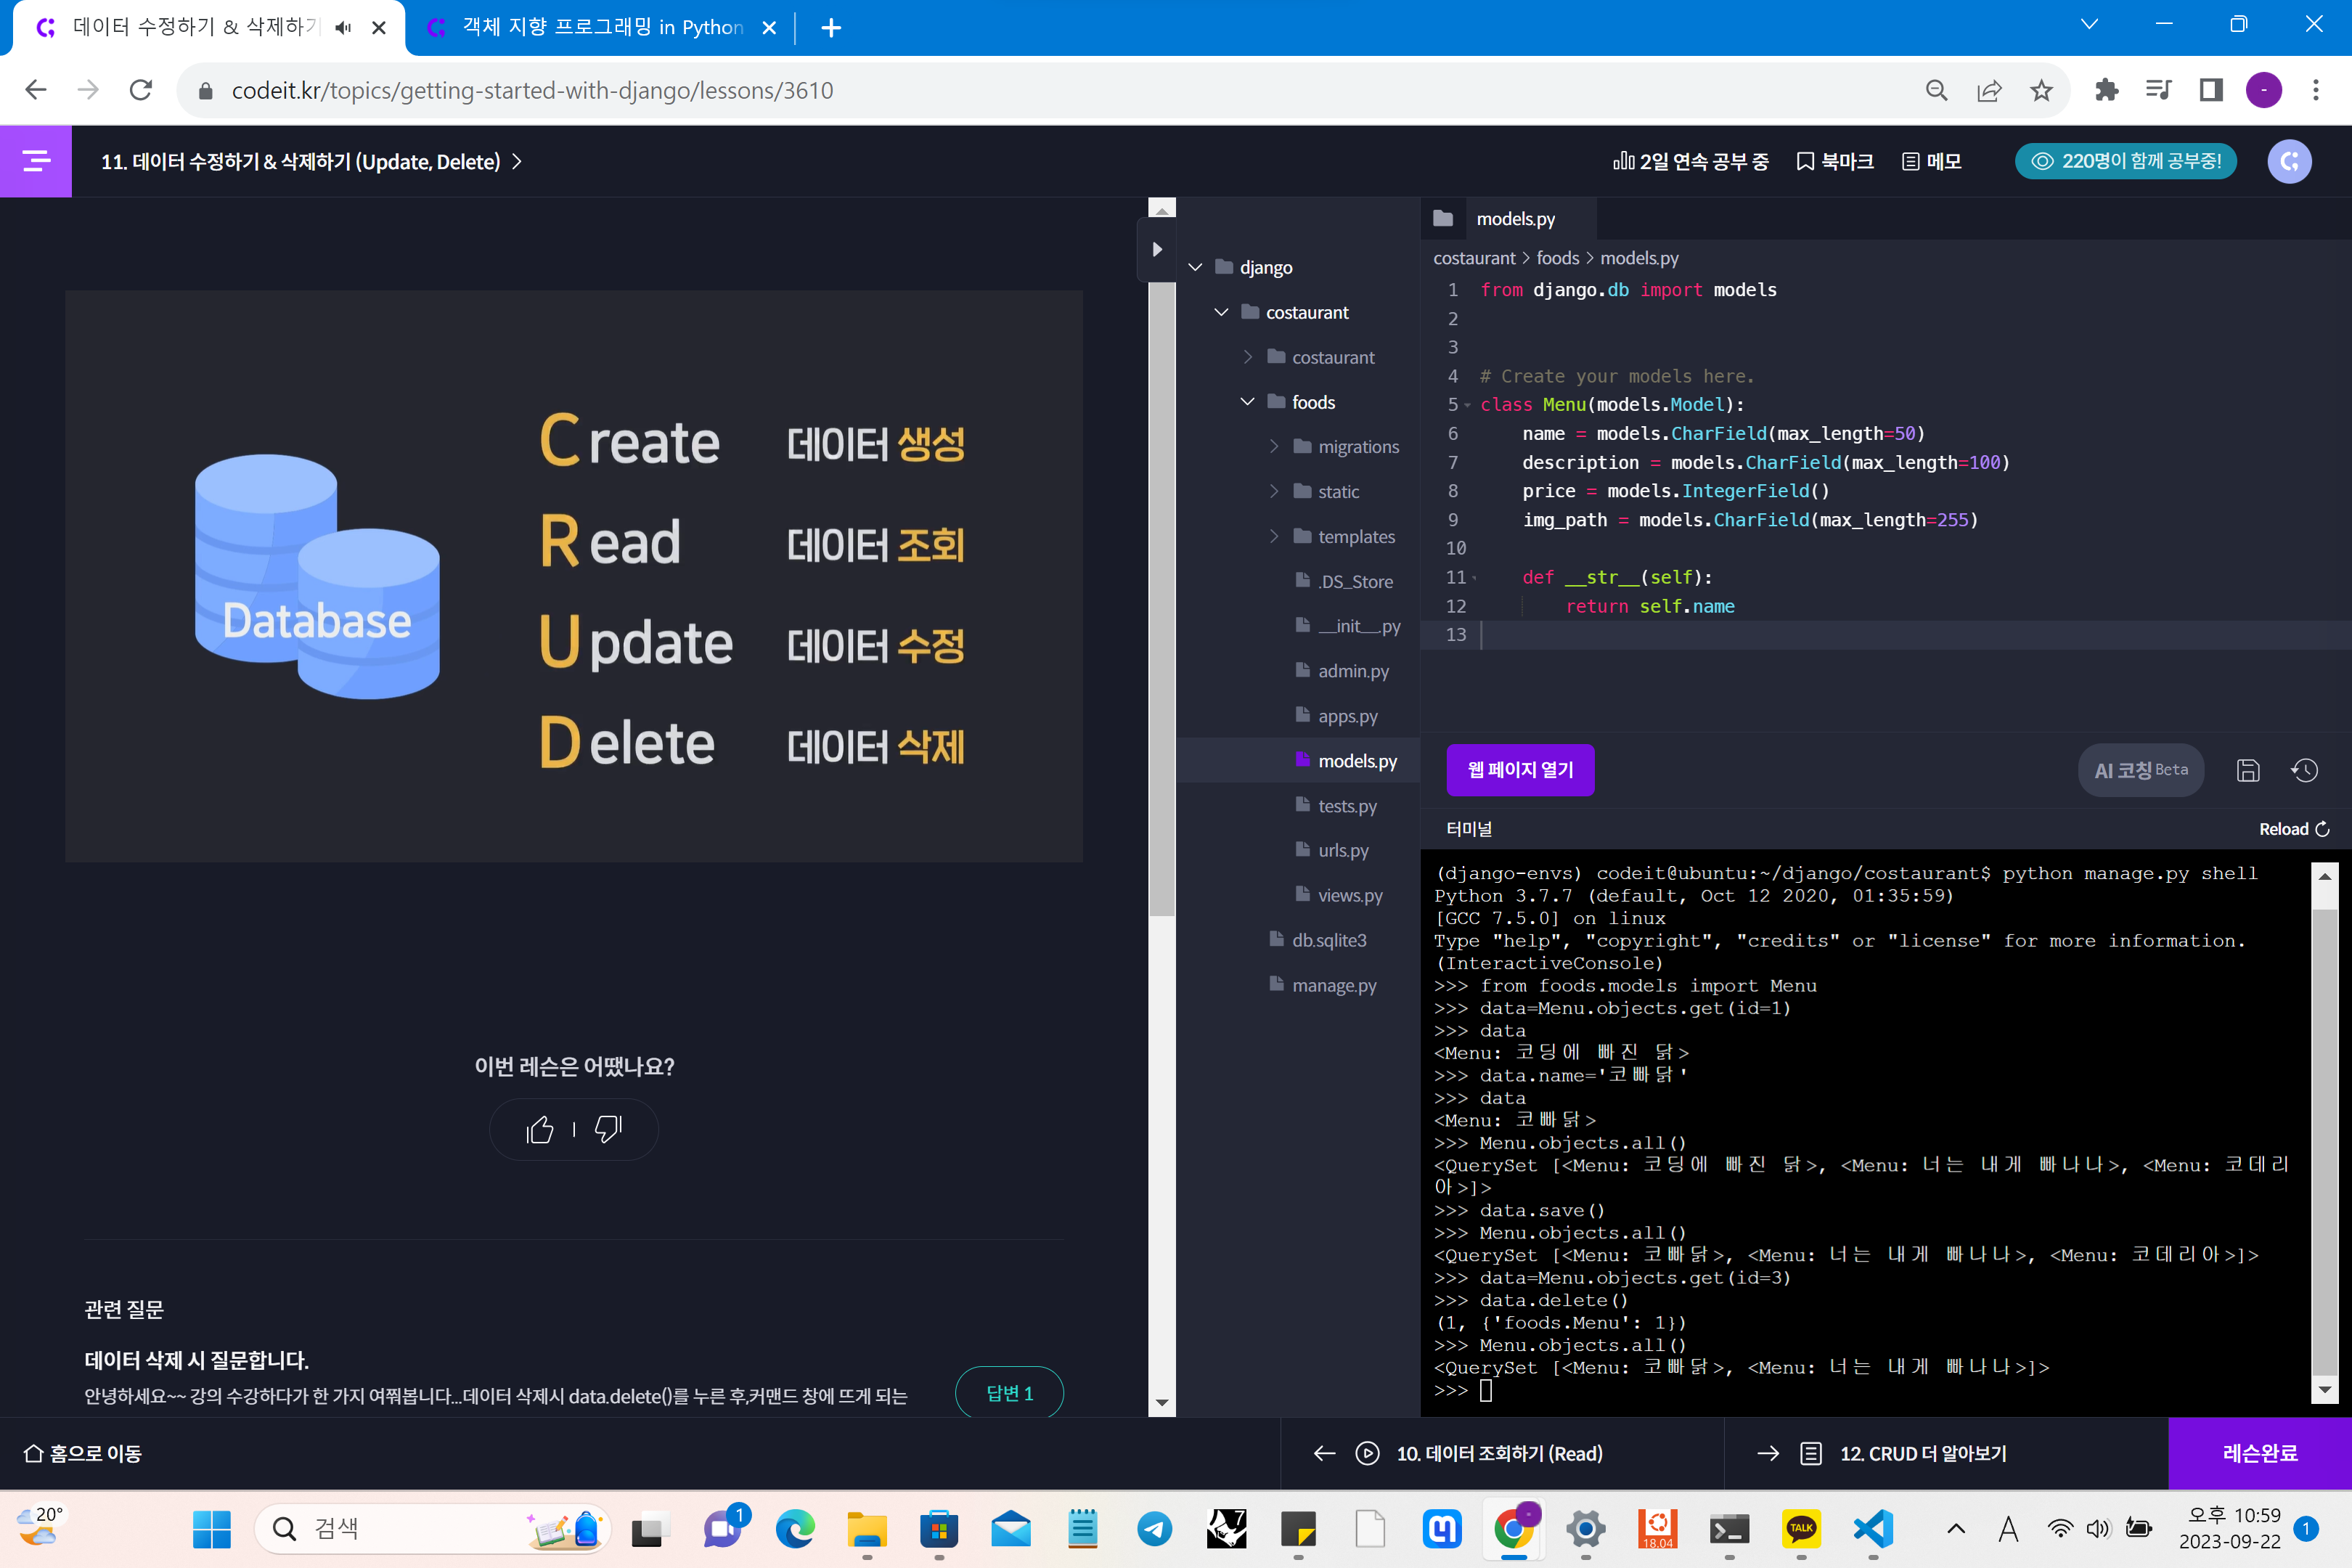 데이터 수정하기 & 삭제하기
객체 지향 프로그래밍 in Python
codeit.kr/topics/getting-started-with-django/lessons/3610
11. 데이터 수정하기 & 삭제하기 (Update, Delete)
2일 연속 공부 중
북마크
메모
220명이 함께 공부중!
Database
Create 데이터 생성
Read 데이터 조회
Update 데이터 수정
Delete 데이터 삭제
이번 레슨은 어땠나요?
관련 질문
데이터 삭제 시 질문합니다.
안녕하세요~~ 강의 수강하다가 한 가지 여쭤봅니다...데이터 삭제시 data.delete()를 누른 후,커맨드 창에 뜨게 되는
답변 1
django
costaurant
costaurant
foods
migrations
static
templates
.DS_Store
__init__.py
admin.py
apps.py
models.py
tests.py
urls.py
views.py
db.sqlite3
manage.py
models.py
costaurant > foods > models.py
1 from django.db import models
2
3
4 # Create your models here.
5 class Menu(models.Model):
6 name = models.CharField(max_length=50)
7 description = models.CharField(max_length=100)
8 price = models.IntegerField()
9 img_path = models.CharField(max_length=255)
10
11 def __str__(self):
12 return self.name
13
웹 페이지 열기
AI 코칭 Beta
터미널
Reload
(django-envs) codeit@ubuntu:~/django/costaurant$ python manage.py shell
Python 3.7.7 (default, Oct 12 2020, 01:35:59)
[GCC 7.5.0] on linux
Type "help", "copyright", "credits" or "license" for more information.
(InteractiveConsole)
>>> from foods.models import Menu
>>> data=Menu.objects.get(id=1)
>>> data
<Menu: 코딩에 빠진 닭>
>>> data.name='코빠닭'
>>> data
<Menu: 코빠닭>
>>> Menu.objects.all()
<QuerySet [<Menu: 코딩에 빠진 닭>, <Menu: 너는 내게 빠나나>, <Menu: 코데리
아>]>
>>> data.save()
>>> Menu.objects.all()
<QuerySet [<Menu: 코빠닭>, <Menu: 너는 내게 빠나나>, <Menu: 코데리아>]>
>>> data=Menu.objects.get(id=3)
>>> data.delete()
(1, {'foods.Menu': 1})
>>> Menu.objects.all()
<QuerySet [<Menu: 코빠닭>, <Menu: 너는 내게 빠나나>]>
>>>
홈으로 이동
10. 데이터 조회하기 (Read)
12. CRUD 더 알아보기
레슨완료
20°
검색
1
7
18.04
TALK
A
오후 10:59
2023-09-22
1